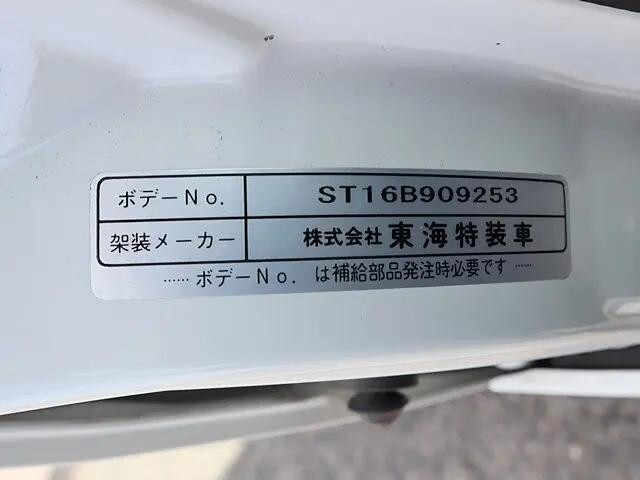 ボデーNo. ST16B909253
架装メーカー 株式会社東海特装車
……ボデーNo. は補給部品発注時必要です……